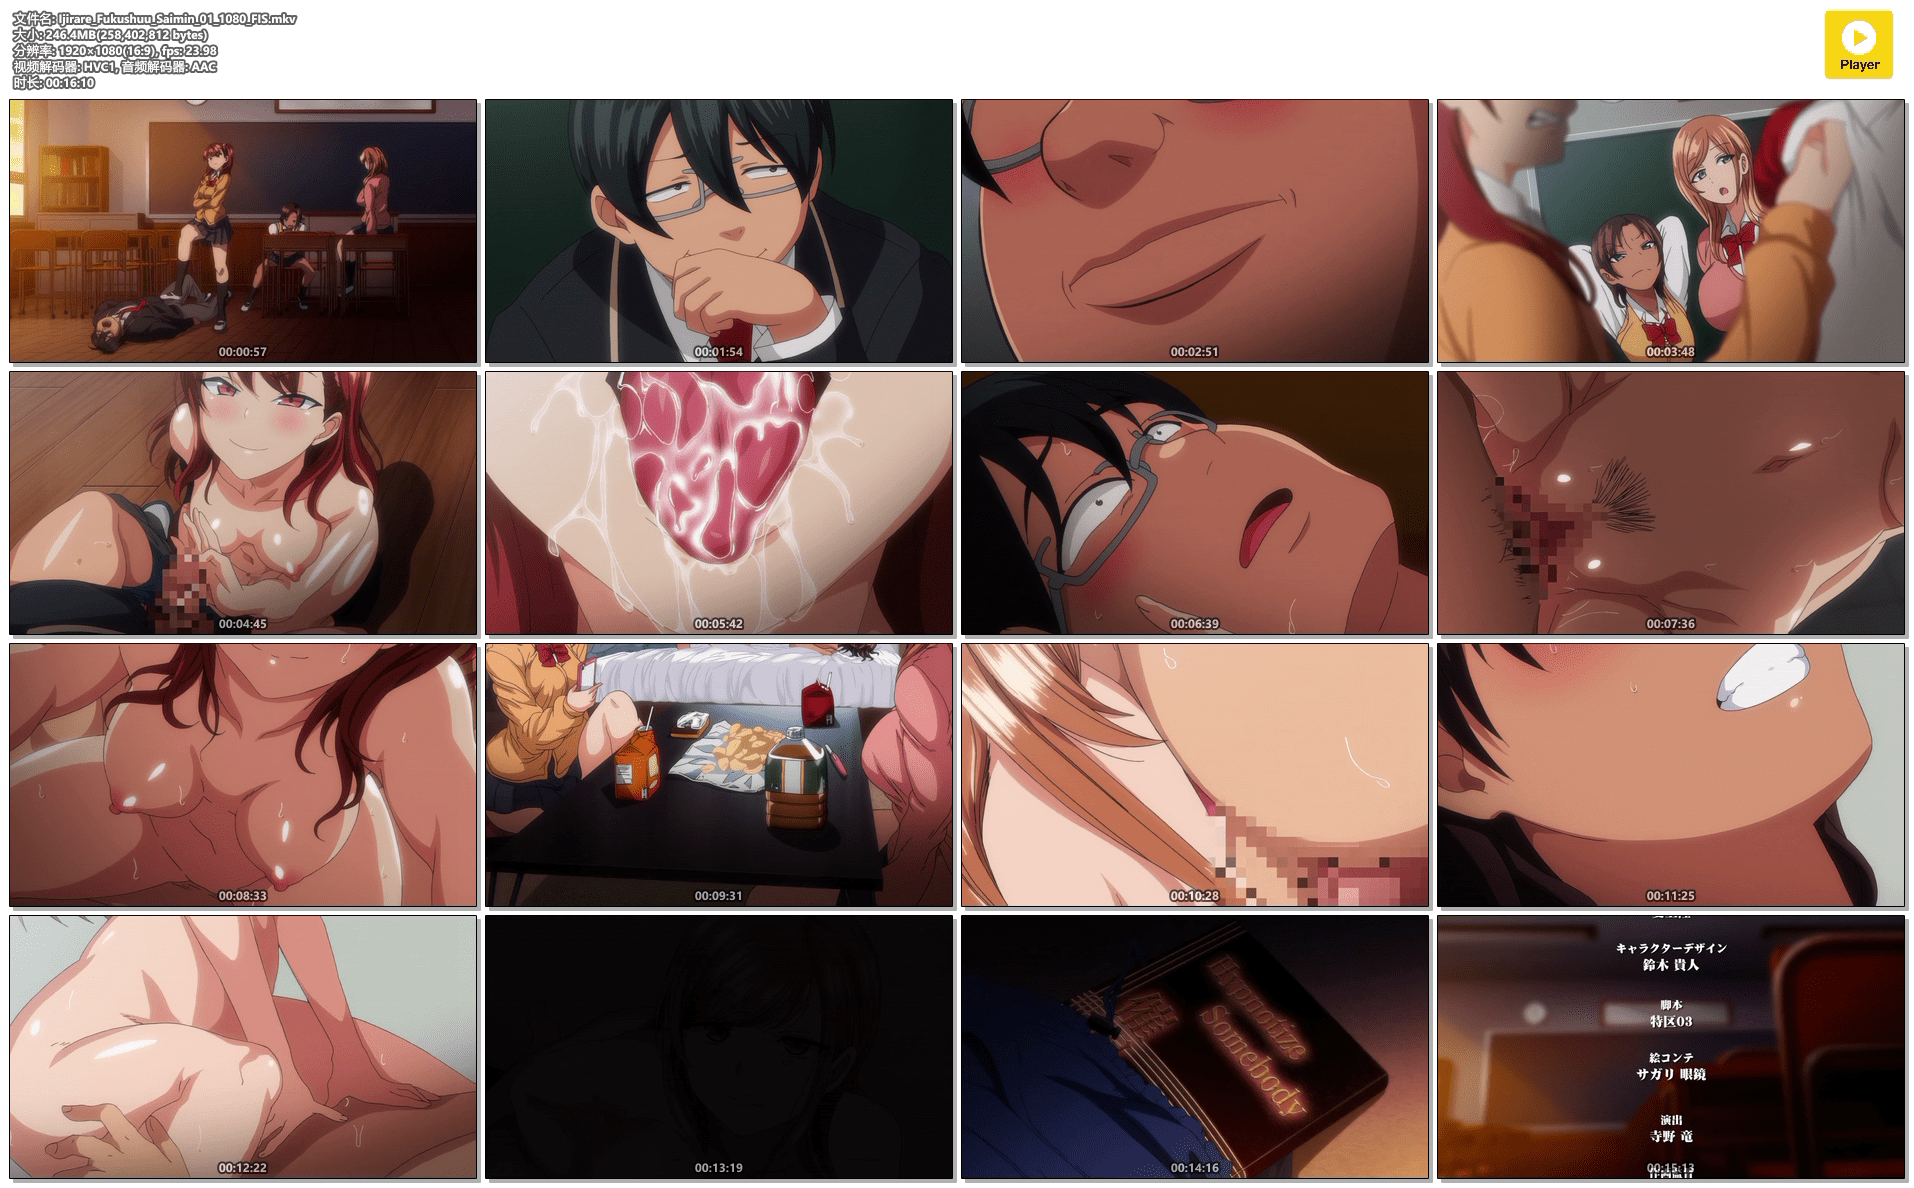 文件名: Ijirare_Fukushuu_Saimin_01_1080_FIS.mkv
大小: 246.4MB(258,402,812 bytes)
分辨率: 1920×1080(16:9), fps: 23.98
视频解码器: HVC1, 音频解码器: AAC
时长: 00:16:10
Player
00:00:57
00:01:54
00:02:51
00:03:48
00:04:45
00:05:42
00:06:39
00:07:36
00:08:33
00:09:31
00:10:28
00:11:25
00:12:22
00:13:19
催
Hypnotize
Somebody
00:14:16
キャラクターデザイン
鈴木 貴人
脚本
特区03
絵コンテ
サガリ 眼鏡
演出
寺野 竜
00:15:13